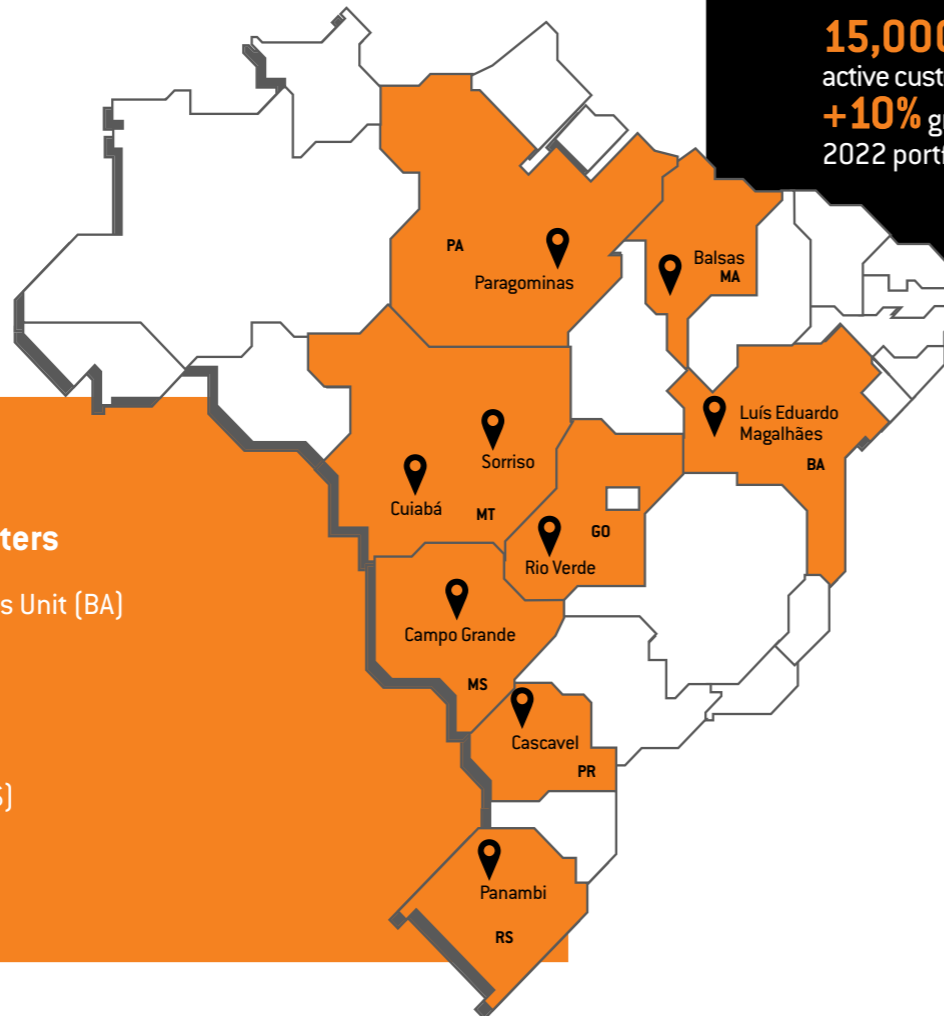 15,000
active cust
+10% g
2022 port
PA
Paragominas
Balsas
MA
Luís Eduardo
Magalhães
BA
Sorriso
Cuiabá
MT
GO
Rio Verde
ters
s Unit (BA)
Campo Grande
MS
Cascavel
PR
S)
Panambi
RS